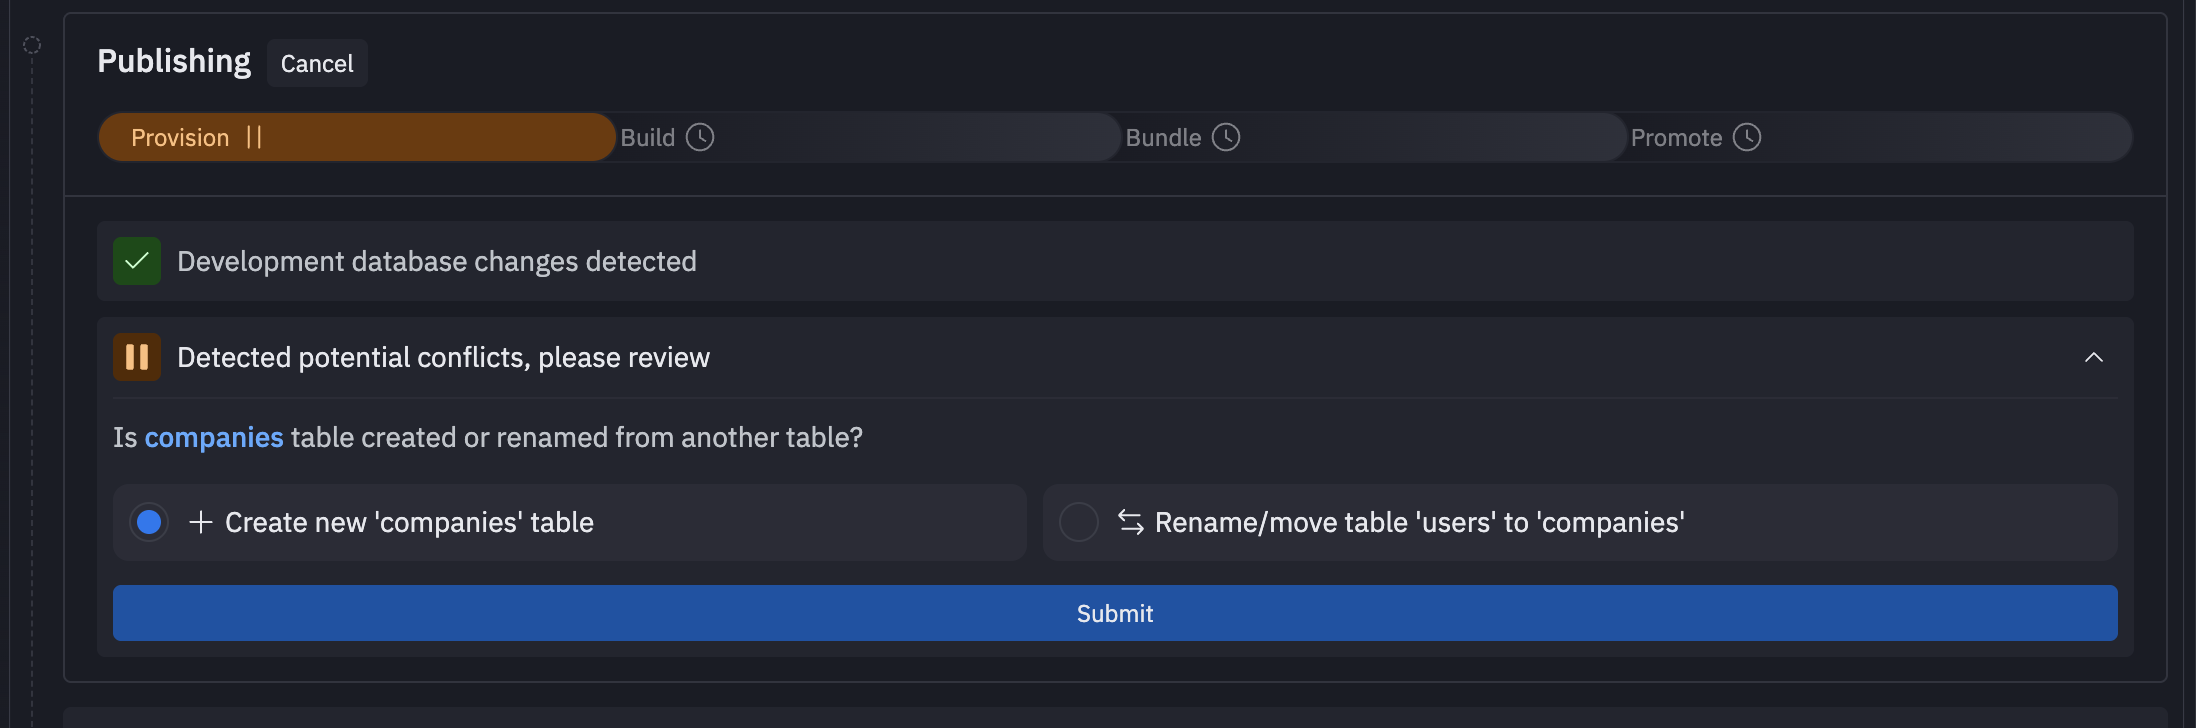 Publishing Cancel
Provision Build Bundle Promote
Development database changes detected
Detected potential conflicts, please review
Is companies table created or renamed from another table?
Create new 'companies' table Rename/move table 'users' to 'companies'
Submit